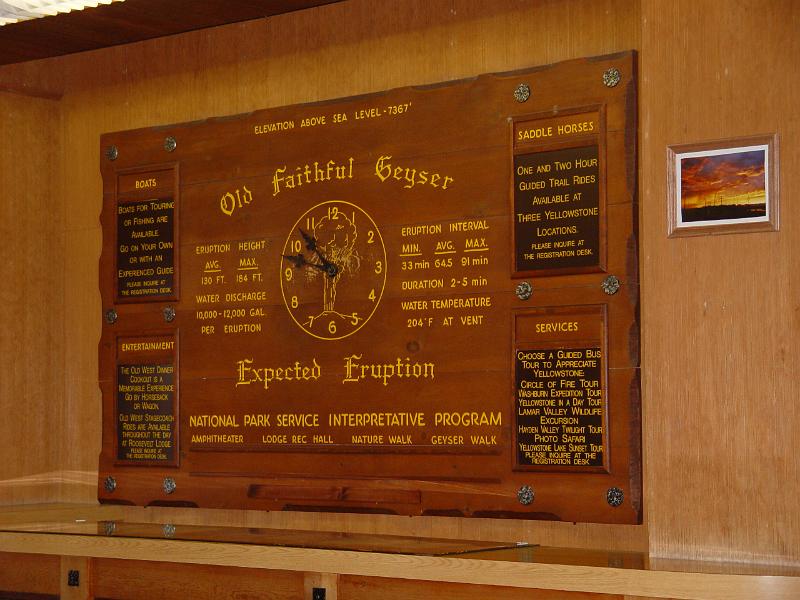 ELEVATION ABOVE SEA LEVEL-7367'
Old Faithful Geyser
BOATS
BOATS FOR TOURING
OR FISHING ARE
AVAILABLE
GO ON YOUR OWN
OR WITH AN
EXPERIENCED GUIDE
PLEASE INQUIRE AT
THE REGISTRATION DESK.
ENTERTAINMENT
THE OLD WEST DINNER
COOKOUT IS A
MEMORABLE EXPERIENCE
GO BY HORSEBACK
OR WAGON.
OLD WEST STAGECOACH
RIDES ARE AVAILABLE
THROUGHOUT THE DAY
AT ROOSEVELT LODGE
PLEASE INQUIRE AT THE
REGISTRATION DESK.
ERUPTION HEIGHT
AVG. MAX.
130 FT. 184 FT.
WATER DISCHARGE
10,000-12,000 GAL.
PER ERUPTION
12
1
2
3
4
5
6
7
8
9
10
11
ERUPTION INTERVAL
MIN. AVG. MAX.
33 min 64.5 91 min
DURATION 2-5 min
WATER TEMPERATURE
204°F AT VENT
Expected Eruption
NATIONAL PARK SERVICE INTERPRETATIVE PROGRAM
AMPHITHEATER LODGE REC HALL NATURE WALK GEYSER WALK
SADDLE HORSES
ONE AND TWO HOUR
GUIDED TRAIL RIDES
AVAILABLE AT
THREE YELLOWSTONE
LOCATIONS.
PLEASE INQUIRE AT
THE REGISTRATION DESK.
SERVICES
CHOOSE A GUIDED BUS
TOUR TO APPRECIATE
YELLOWSTONE:
CIRCLE OF FIRE TOUR
WASHBURN EXPEDITION TOUR
YELLOWSTONE IN A DAY TOUR
LAMAR VALLEY WILDLIFE
EXCURSION
HAYDEN VALLEY TWILIGHT TOUR
PHOTO SAFARI
YELLOWSTONE LAKE SUNSET TOUR
PLEASE INQUIRE AT THE
REGISTRATION DESK.